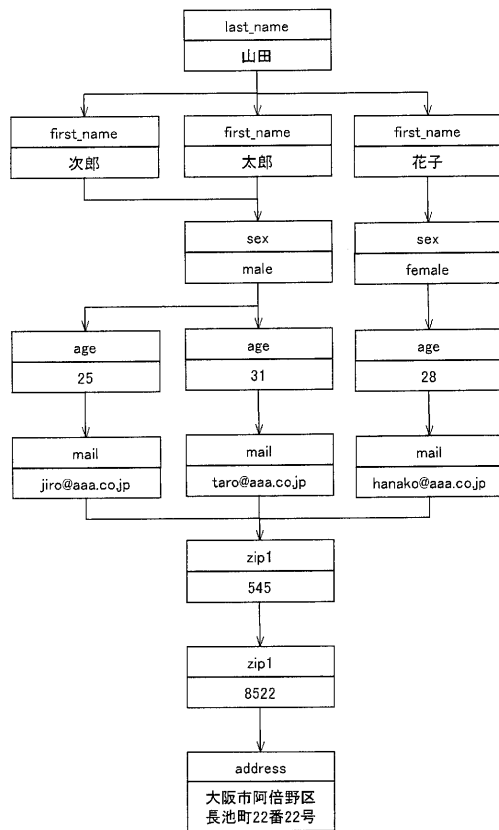 last_name
山田
first_name
次郎
first_name
太郎
first_name
花子
sex
male
sex
female
age
25
age
31
age
28
mail
jiro@aaa.co.jp
mail
taro@aaa.co.jp
mail
hanako@aaa.co.jp
zip1
545
zip1
8522
address
大阪市阿倍野区
長池町22番22号